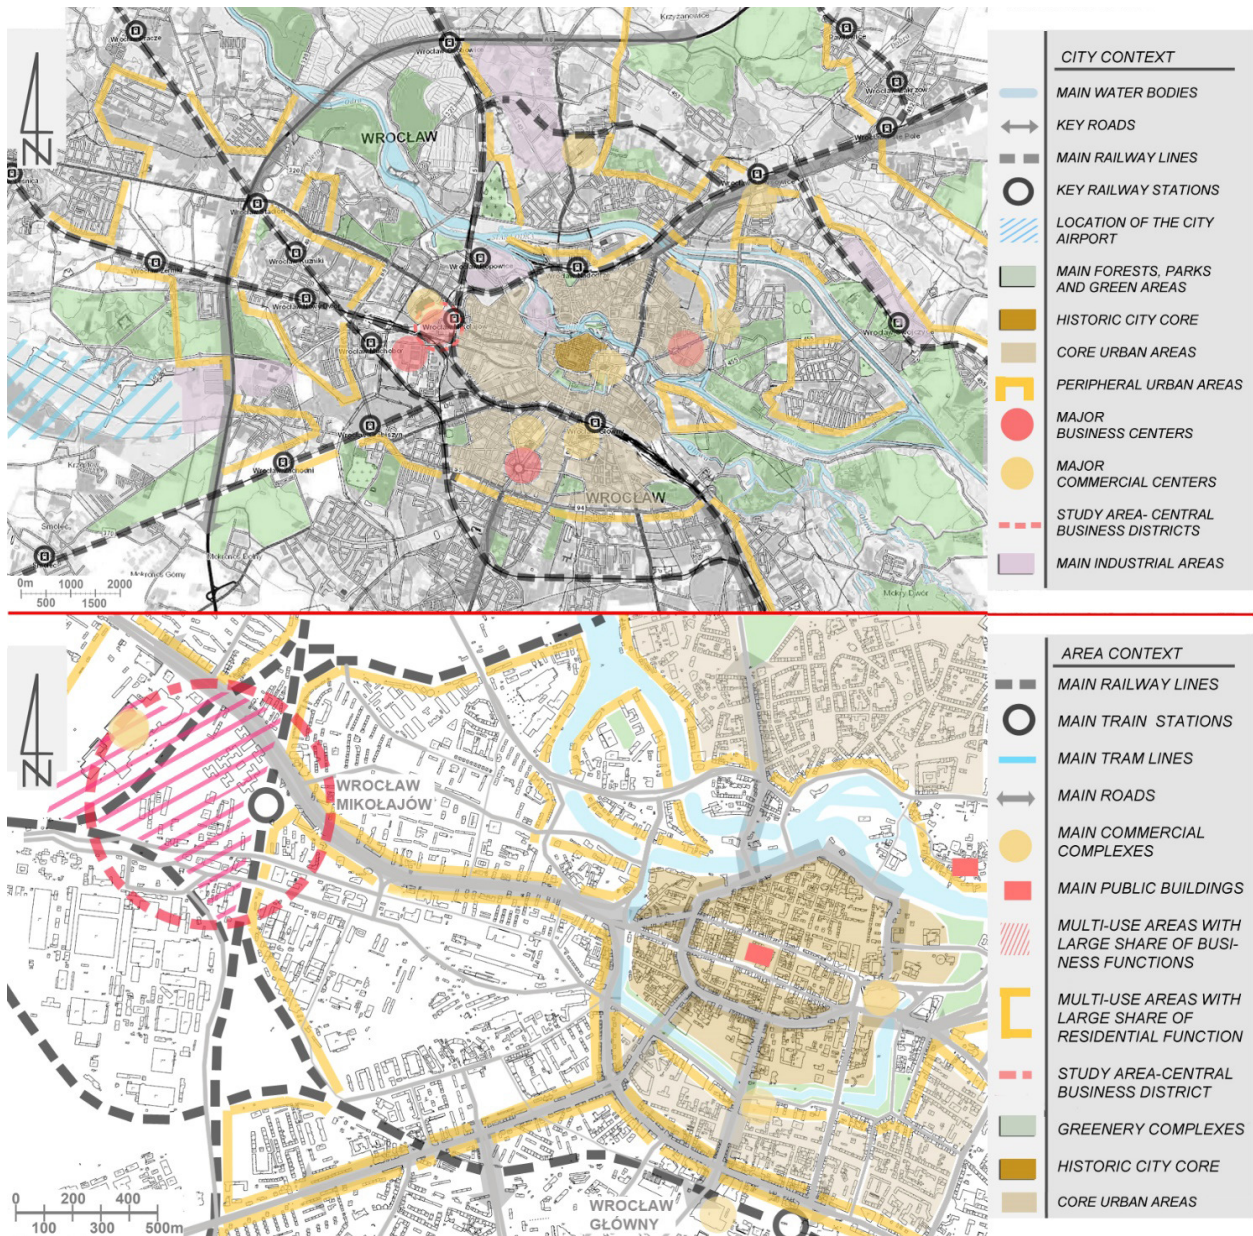 Krzyżanowice
WROCŁAW
WROCŁAW
Smolec
Mokronos Górny
Mokry Dwór
0m 1000 2000
500 1500
N
CITY CONTEXT
MAIN WATER BODIES
KEY ROADS
MAIN RAILWAY LINES
KEY RAILWAY STATIONS
LOCATION OF THE CITY
AIRPORT
MAIN FORESTS, PARKS
AND GREEN AREAS
HISTORIC CITY CORE
CORE URBAN AREAS
PERIPHERAL URBAN AREAS
MAJOR
BUSINESS CENTERS
MAJOR
COMMERCIAL CENTERS
STUDY AREA- CENTRAL
BUSINESS DISTRICTS
MAIN INDUSTRIAL AREAS
N
WROCŁAW
MIKOŁAJÓW
WROCŁAW
GŁÓWNY
0 200 400
100 300 500m
AREA CONTEXT
MAIN RAILWAY LINES
MAIN TRAIN STATIONS
MAIN TRAM LINES
MAIN ROADS
MAIN COMMERCIAL
COMPLEXES
MAIN PUBLIC BUILDINGS
MULTI-USE AREAS WITH
LARGE SHARE OF BUSI-
NESS FUNCTIONS
MULTI-USE AREAS WITH
LARGE SHARE OF
RESIDENTIAL FUNCTION
STUDY AREA-CENTRAL
BUSINESS DISTRICT
GREENERY COMPLEXES
HISTORIC CITY CORE
CORE URBAN AREAS